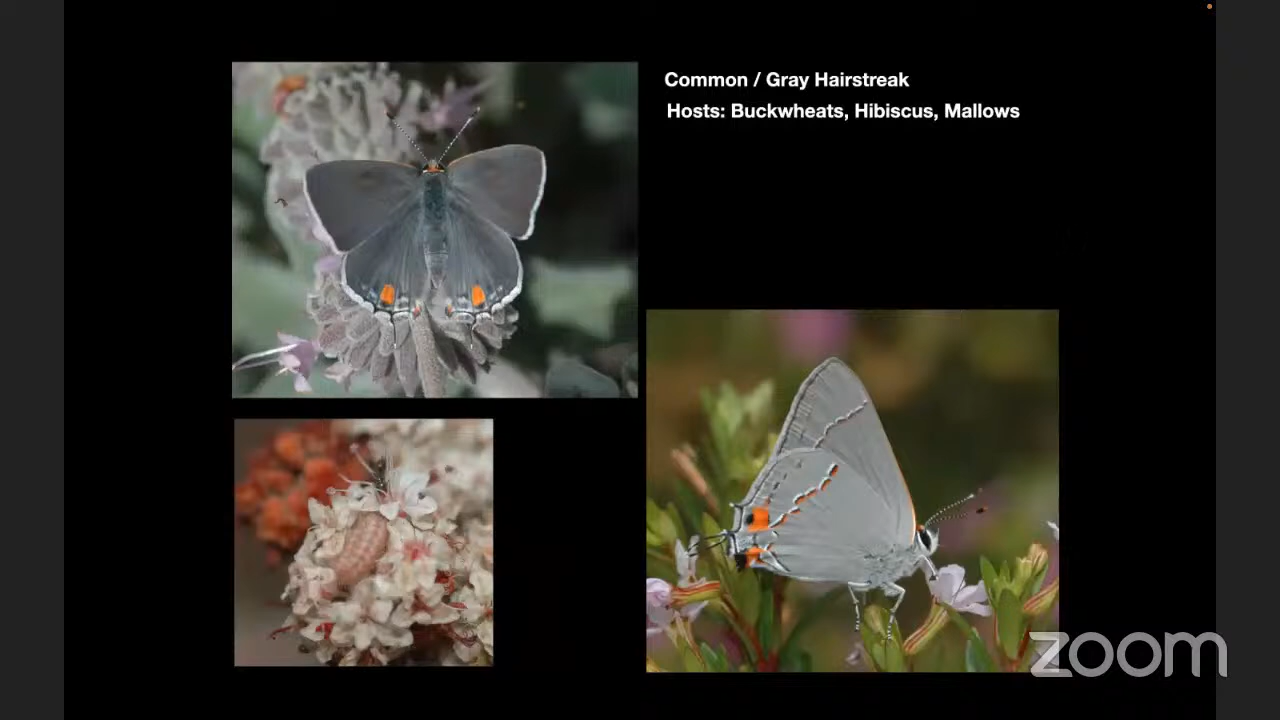 Common / Gray Hairstreak
Hosts: Buckwheats, Hibiscus, Mallows
zoom